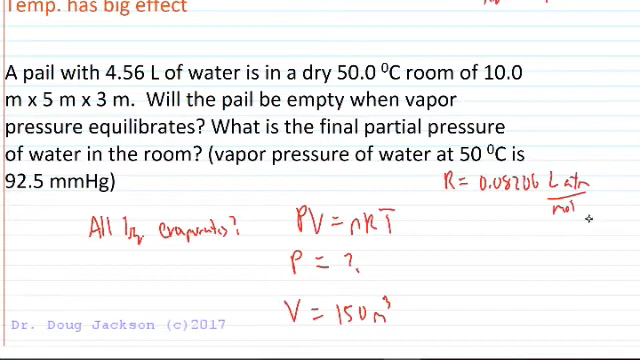 Temp. has big effect
A pail with 4.56 L of water is in a dry 50.0 ⁰C room of 10.0
m x 5 m x 3 m.  Will the pail be empty when vapor
pressure equilibrates? What is the final partial pressure
of water in the room? (vapor pressure of water at 50 ⁰C is
92.5 mmHg)
R = 0.08206 L atm
mol
All liq evaporates?
PV = nRT
P = ?
V = 150 m³
Dr. Doug Jackson (c)2017